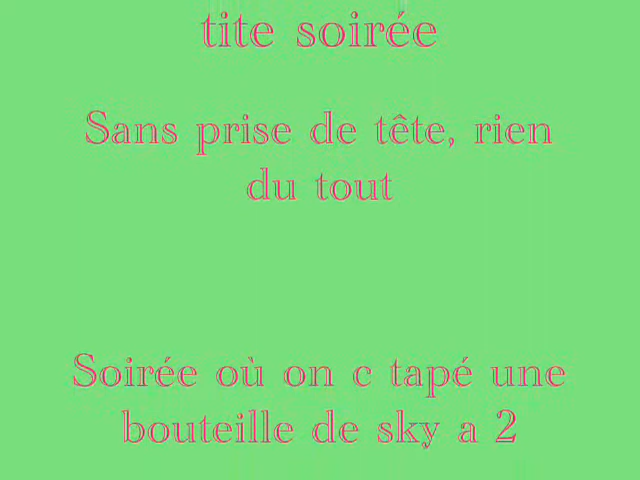 tite soirée
Sans prise de tête, rien
du tout
Soirée où on c tapé une
bouteille de sky a 2